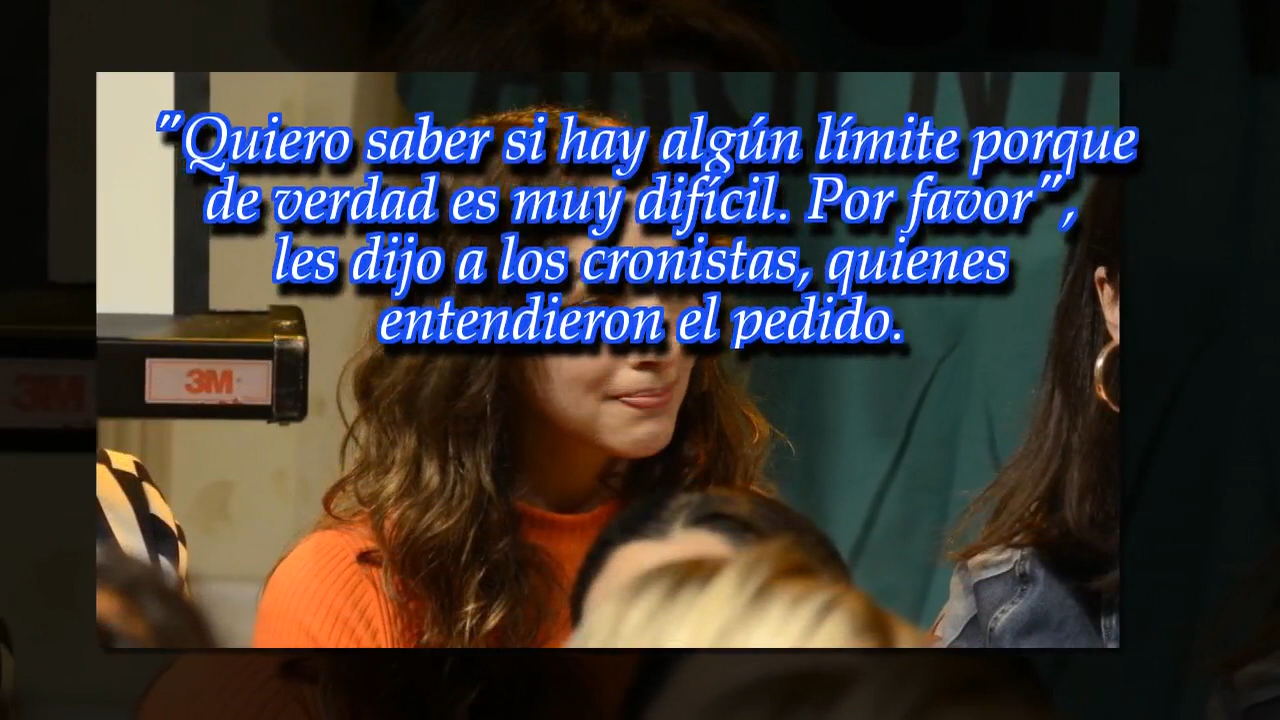 "Quiero saber si hay algún límite porque
de verdad es muy difícil. Por favor",
les dijo a los cronistas, quienes
entendieron el pedido.
3M
3M